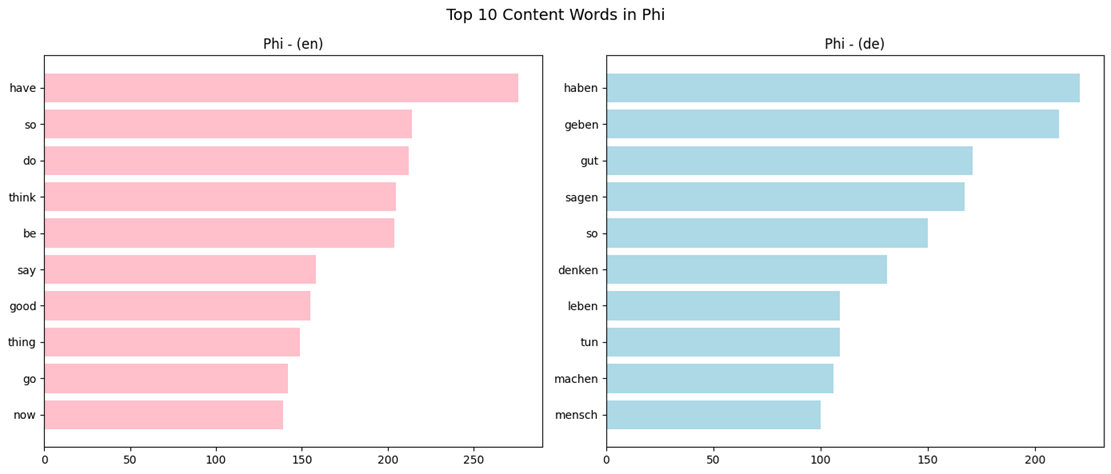 Top 10 Content Words in Phi
Phi - (en)
have
so
do
think
be
say
good
thing
go
now
0 50 100 150 200 250
Phi - (de)
haben
geben
gut
sagen
so
denken
leben
tun
machen
mensch
0 50 100 150 200